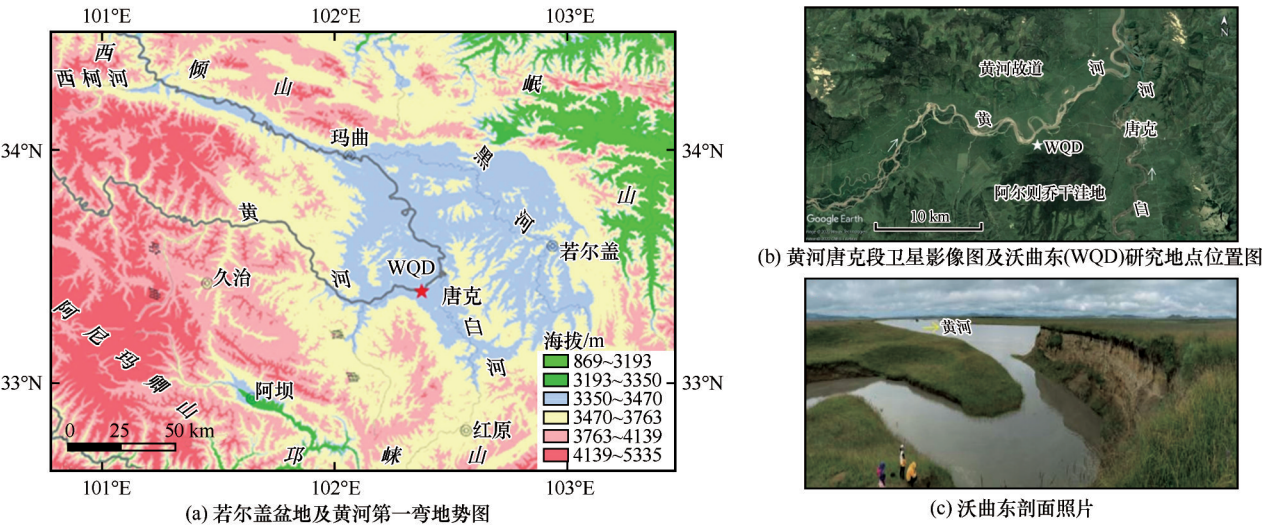 101°E
102°E
103°E
西
倾
山
岷
山
西柯河
玛曲
34°N
34°N
黑
河
黄
河
若尔盖
久治
WQD
唐克
白
河
阿尼玛卿山
33°N
33°N
阿坝
红原
邛
崃
山
海拔/m
869~3193
3193~3350
3350~3470
3470~3763
3763~4139
4139~5335
0 25 50 km
101°E
102°E
103°E
(a) 若尔盖盆地及黄河第一弯地势图
N
黄河故道
河
河
黄
唐克
WQD
阿尔则乔干洼地
白
Google Earth
10 km
(b) 黄河唐克段卫星影像图及沃曲东(WQD)研究地点位置图
黄河
(c) 沃曲东剖面照片